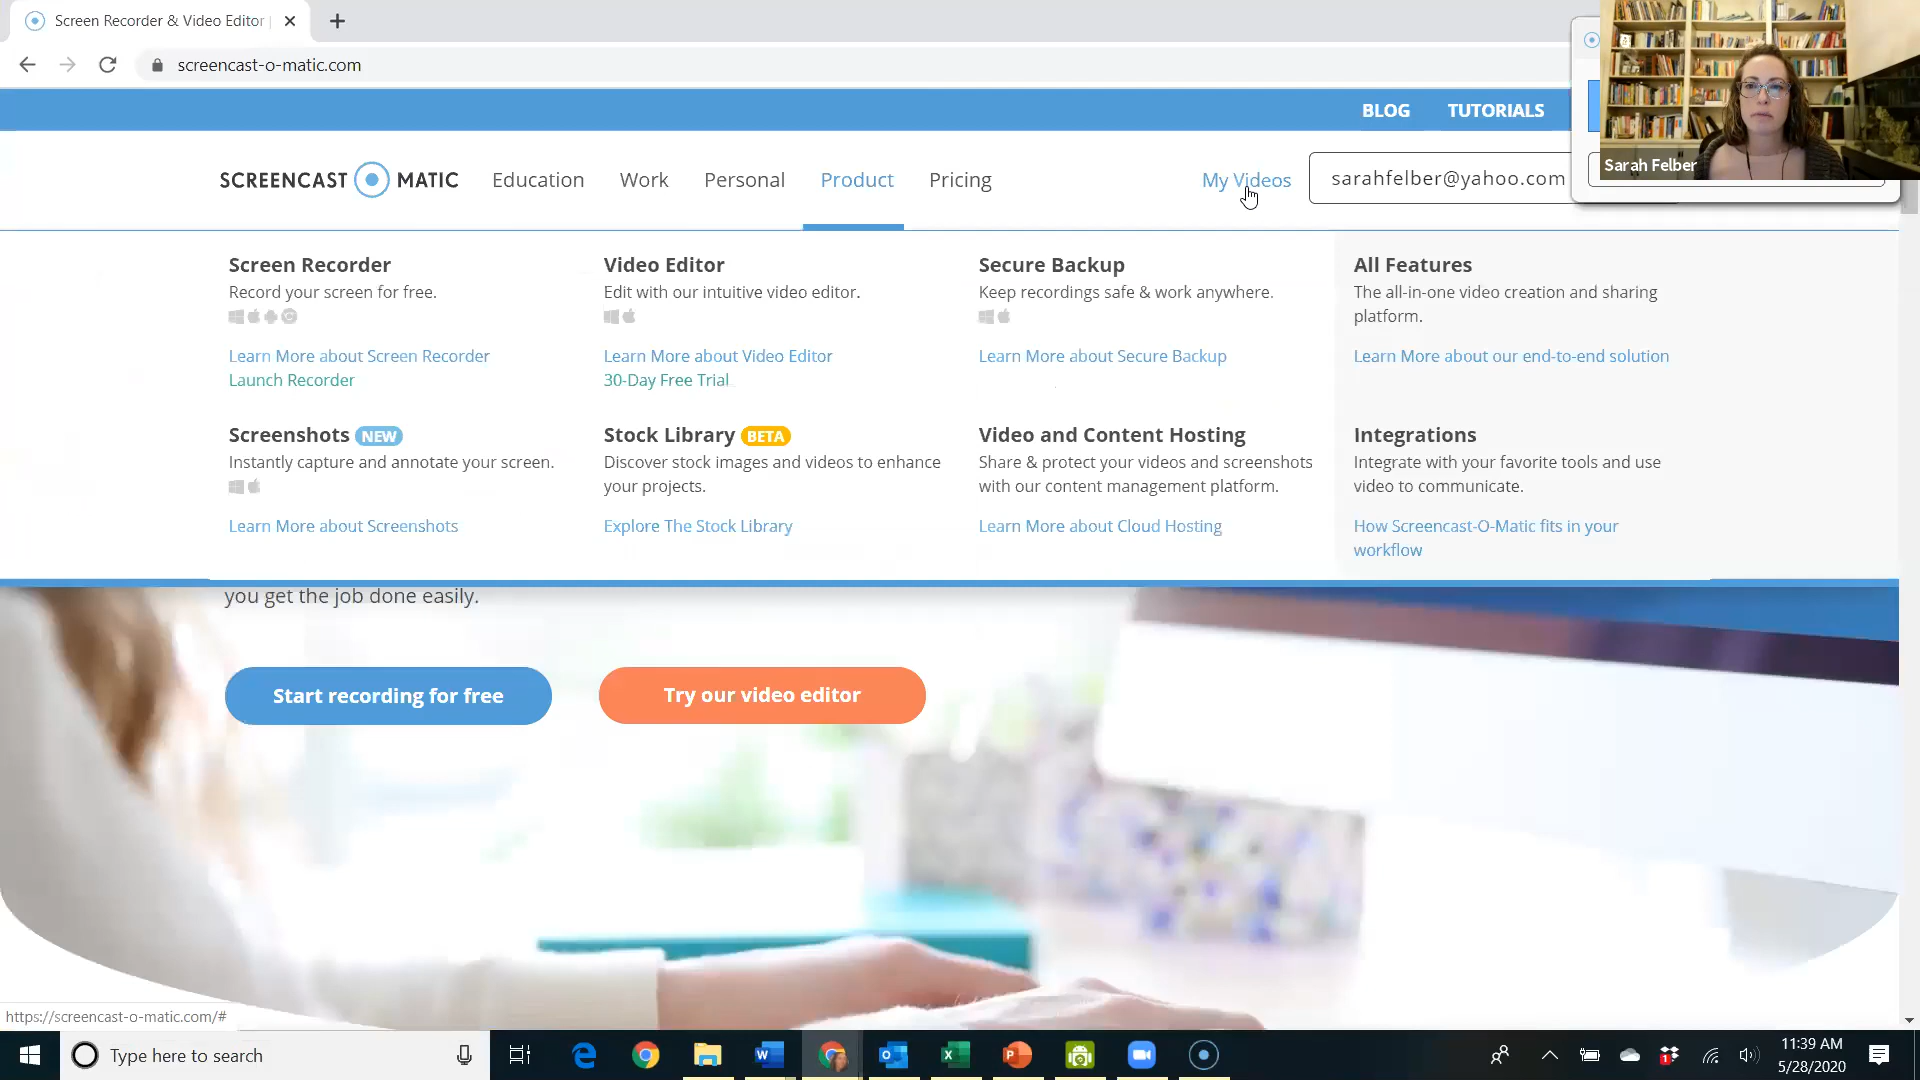 Screen Recorder & Video Editor
screencast-o-matic.com
BLOG TUTORIALS
SCREENCAST MATIC Education Work Personal Product Pricing My Videos sarahfelber@yahoo.com
Sarah Felber
Screen Recorder
Record your screen for free.
Learn More about Screen Recorder
Launch Recorder
Video Editor
Edit with our intuitive video editor.
Learn More about Video Editor
30-Day Free Trial
Secure Backup
Keep recordings safe & work anywhere.
Learn More about Secure Backup
All Features
The all-in-one video creation and sharing
platform.
Learn More about our end-to-end solution
Screenshots NEW
Instantly capture and annotate your screen.
Learn More about Screenshots
Stock Library BETA
Discover stock images and videos to enhance
your projects.
Explore The Stock Library
Video and Content Hosting
Share & protect your videos and screenshots
with our content management platform.
Learn More about Cloud Hosting
Integrations
Integrate with your favorite tools and use
video to communicate.
How Screencast-O-Matic fits in your
workflow
you get the job done easily.
Start recording for free Try our video editor
https://screencast-o-matic.com/#
Type here to search
11:39 AM
5/28/2020